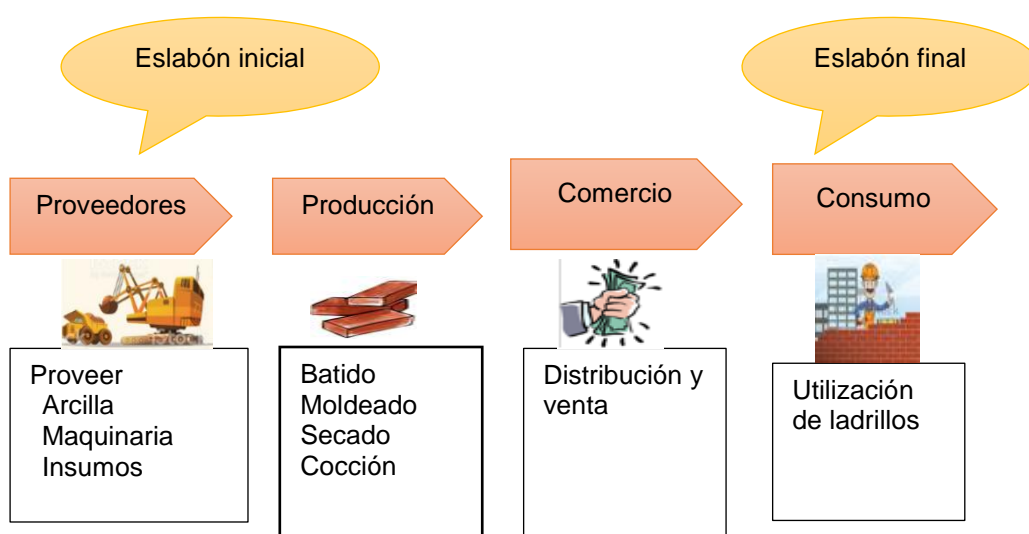 Eslabón inicial
Eslabón final
Proveedores
Producción
Comercio
Consumo
Proveer
Arcilla
Maquinaria
Insumos
Batido
Moldeado
Secado
Cocción
Distribución y
venta
Utilización
de ladrillos